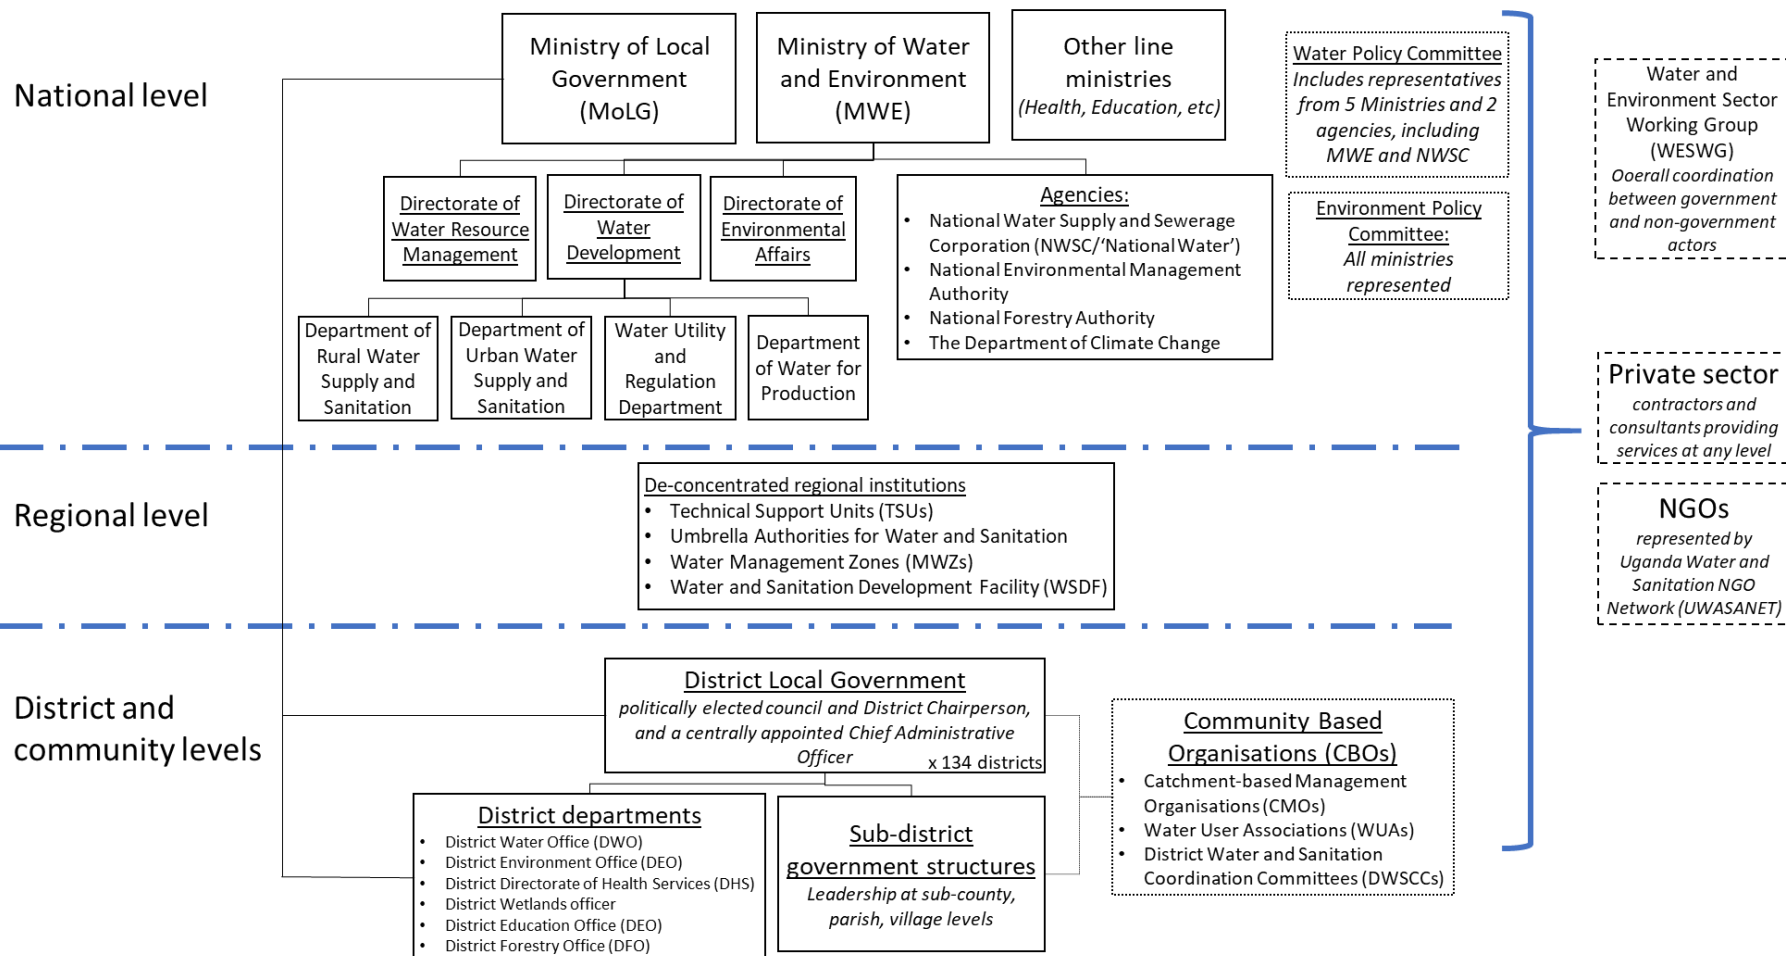 National level
Ministry of Local
Government
(MoLG)
Ministry of Water
and Environment
(MWE)
Other line
ministries
(Health, Education, etc)
Water Policy Committee
Includes representatives
from 5 Ministries and 2
agencies, including
MWE and NWSC
Water and
Environment Sector
Working Group
(WESWG)
Ooerall coordination
between government
and non-government
actors
Directorate of
Water Resource
Management
Directorate of
Water
Development
Directorate of
Environmental
Affairs
Agencies:
• National Water Supply and Sewerage
Corporation (NWSC/‘National Water’)
• National Environmental Management
Authority
• National Forestry Authority
• The Department of Climate Change
Environment Policy
Committee:
All ministries
represented
Department of
Rural Water
Supply and
Sanitation
Department of
Urban Water
Supply and
Sanitation
Water Utility
and
Regulation
Department
Department
of Water for
Production
Private sector
contractors and
consultants providing
services at any level
Regional level
De-concentrated regional institutions
• Technical Support Units (TSUs)
• Umbrella Authorities for Water and Sanitation
• Water Management Zones (MWZs)
• Water and Sanitation Development Facility (WSDF)
NGOs
represented by
Uganda Water and
Sanitation NGO
Network (UWASANET)
District and
community levels
District Local Government
politically elected council and District Chairperson,
and a centrally appointed Chief Administrative
Officer
x 134 districts
Community Based
Organisations (CBOs)
• Catchment-based Management
Organisations (CMOs)
• Water User Associations (WUAs)
• District Water and Sanitation
Coordination Committees (DWSCCs)
District departments
• District Water Office (DWO)
• District Environment Office (DEO)
• District Directorate of Health Services (DHS)
• District Wetlands officer
• District Education Office (DEO)
• District Forestry Office (DFO)
Sub-district
government structures
Leadership at sub-county,
parish, village levels